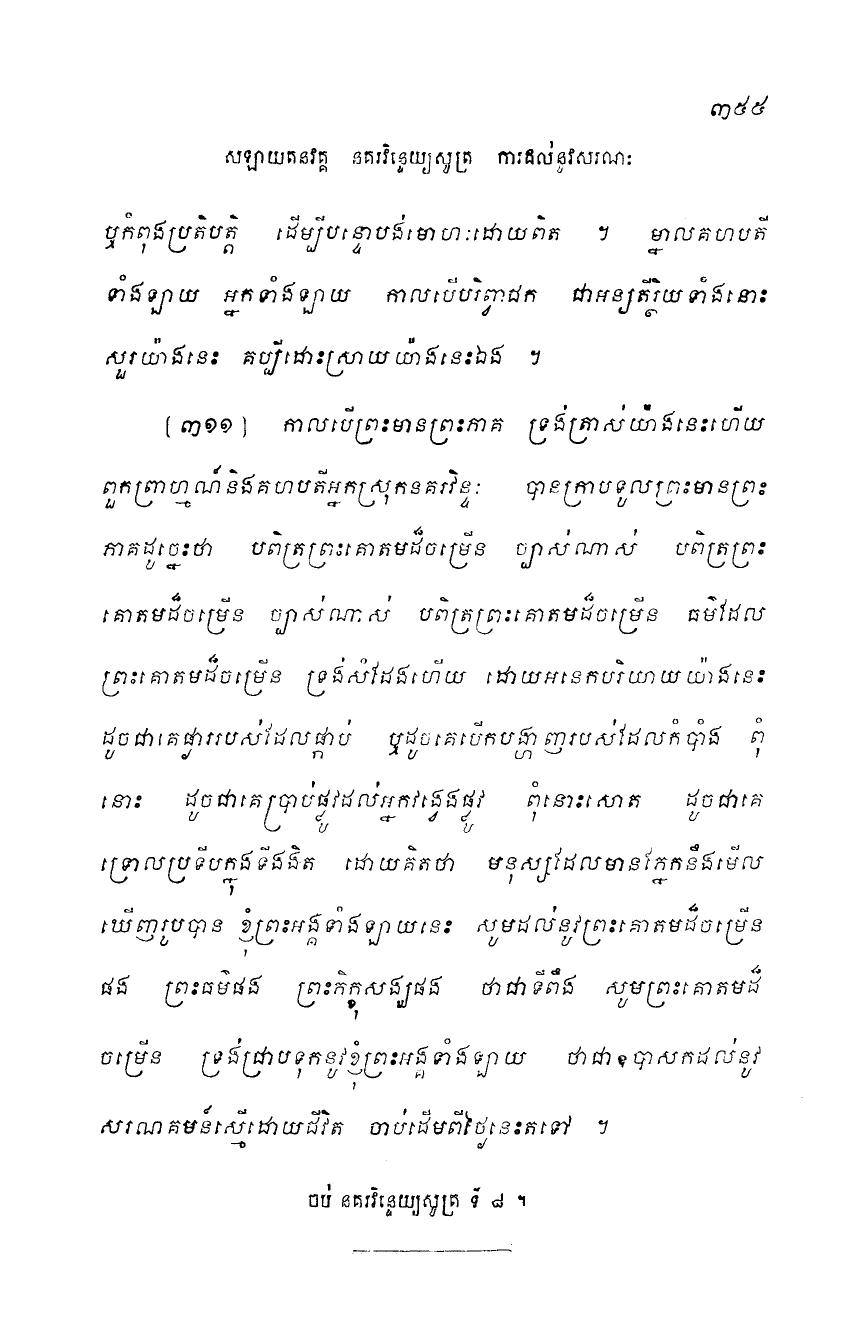 ៣៥៥
សឡាយតនវគ្គ នគរវិន្ទេយ្យសូត្រ ការដល់នូវសរណៈ
ឬកំពុងប្រតិបត្តិ ដើម្បីបន្ទោបង់មោហៈដោយពិត ។ ម្នាលគហបតី
ទាំងឡាយ អ្នកទាំងឡាយ កាលបើបរិព្វាជក ជាអន្យតីរ្ថិយទាំងនោះ
សួរយ៉ាងនេះ គប្បីដោះស្រាយយ៉ាងនេះឯង ។
[៣១១] កាលបើព្រះមានព្រះភាគ ទ្រង់ត្រាស់យ៉ាងនេះហើយ
ពួកព្រាហ្មណ៍និងគហបតីអ្នកស្រុកនគរវិន្ទៈ បានក្រាបទូលព្រះមានព្រះ
ភាគដូច្នេះថា បពិត្រព្រះគោតមដ៏ចម្រើន ច្បាស់ណាស់ បពិត្រព្រះ
គោតមដ៏ចម្រើន ច្បាស់ណាស់ បពិត្រព្រះគោតមដ៏ចម្រើន ធម៌ដែល
ព្រះគោតមដ៏ចម្រើន ទ្រង់សំដែងហើយ ដោយអនេកបរិយាយយ៉ាងនេះ
ដូចជាគេផ្ងាររបស់ដែលផ្កាប់ ឬដូចគេបើកបង្ហាញរបស់ដែលកំបាំង ពុំ
នោះ ដូចជាគេប្រាប់ផ្លូវដល់អ្នកវង្វេងផ្លូវ ពុំនោះសោត ដូចជាគេ
ទ្រោលប្រទីបក្នុងទីងងឹត ដោយគិតថា មនុស្សដែលមានភ្នែកនឹងមើល
ឃើញរូបបាន ខ្ញុំព្រះអង្គទាំងឡាយនេះ សូមដល់នូវព្រះគោតមដ៏ចម្រើន
ផង ព្រះធម៌ផង ព្រះភិក្ខុសង្ឃផង ថាជាទីពឹង សូមព្រះគោតមដ៏
ចម្រើន ទ្រង់ជ្រាបទុកនូវខ្ញុំព្រះអង្គទាំងឡាយ ថាជាឧបាសកដល់នូវ
សរណគមន៍ស្មើដោយជីវិត ចាប់ដើមពីថ្ងៃនេះតទៅ ។
ចប់ នគរវិន្ទេយ្យសូត្រ ទី ៨ ។